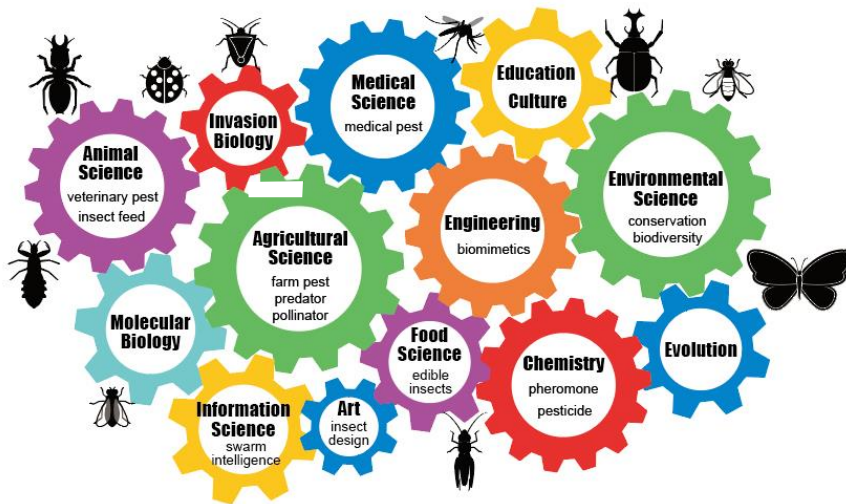 Medical
Science
medical pest
Education
Culture
Invasion
Biology
Animal
Science
veterinary pest
insect feed
Environmental
Science
conservation
biodiversity
Agricultural
Science
farm pest
predator
pollinator
Engineering
biomimetics
Molecular
Biology
Food
Science
edible
insects
Chemistry
pheromone
pesticide
Evolution
Information
Science
swarm
intelligence
Art
insect
design